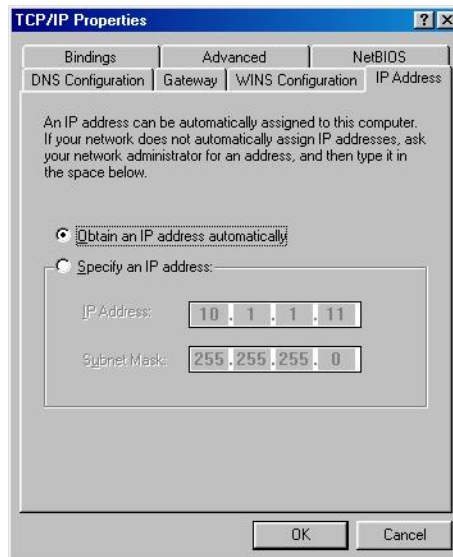 TCP/IP Properties
Bindings Advanced NetBIOS
DNS Configuration Gateway WINS Configuration IP Address
An IP address can be automatically assigned to this computer.
If your network does not automatically assign IP addresses, ask
your network administrator for an address, and then type it in
the space below.
Obtain an IP address automatically
Specify an IP address:
IP Address: 10 . 1 . 1 . 11
Subnet Mask: 255 . 255 . 255 . 0
OK Cancel